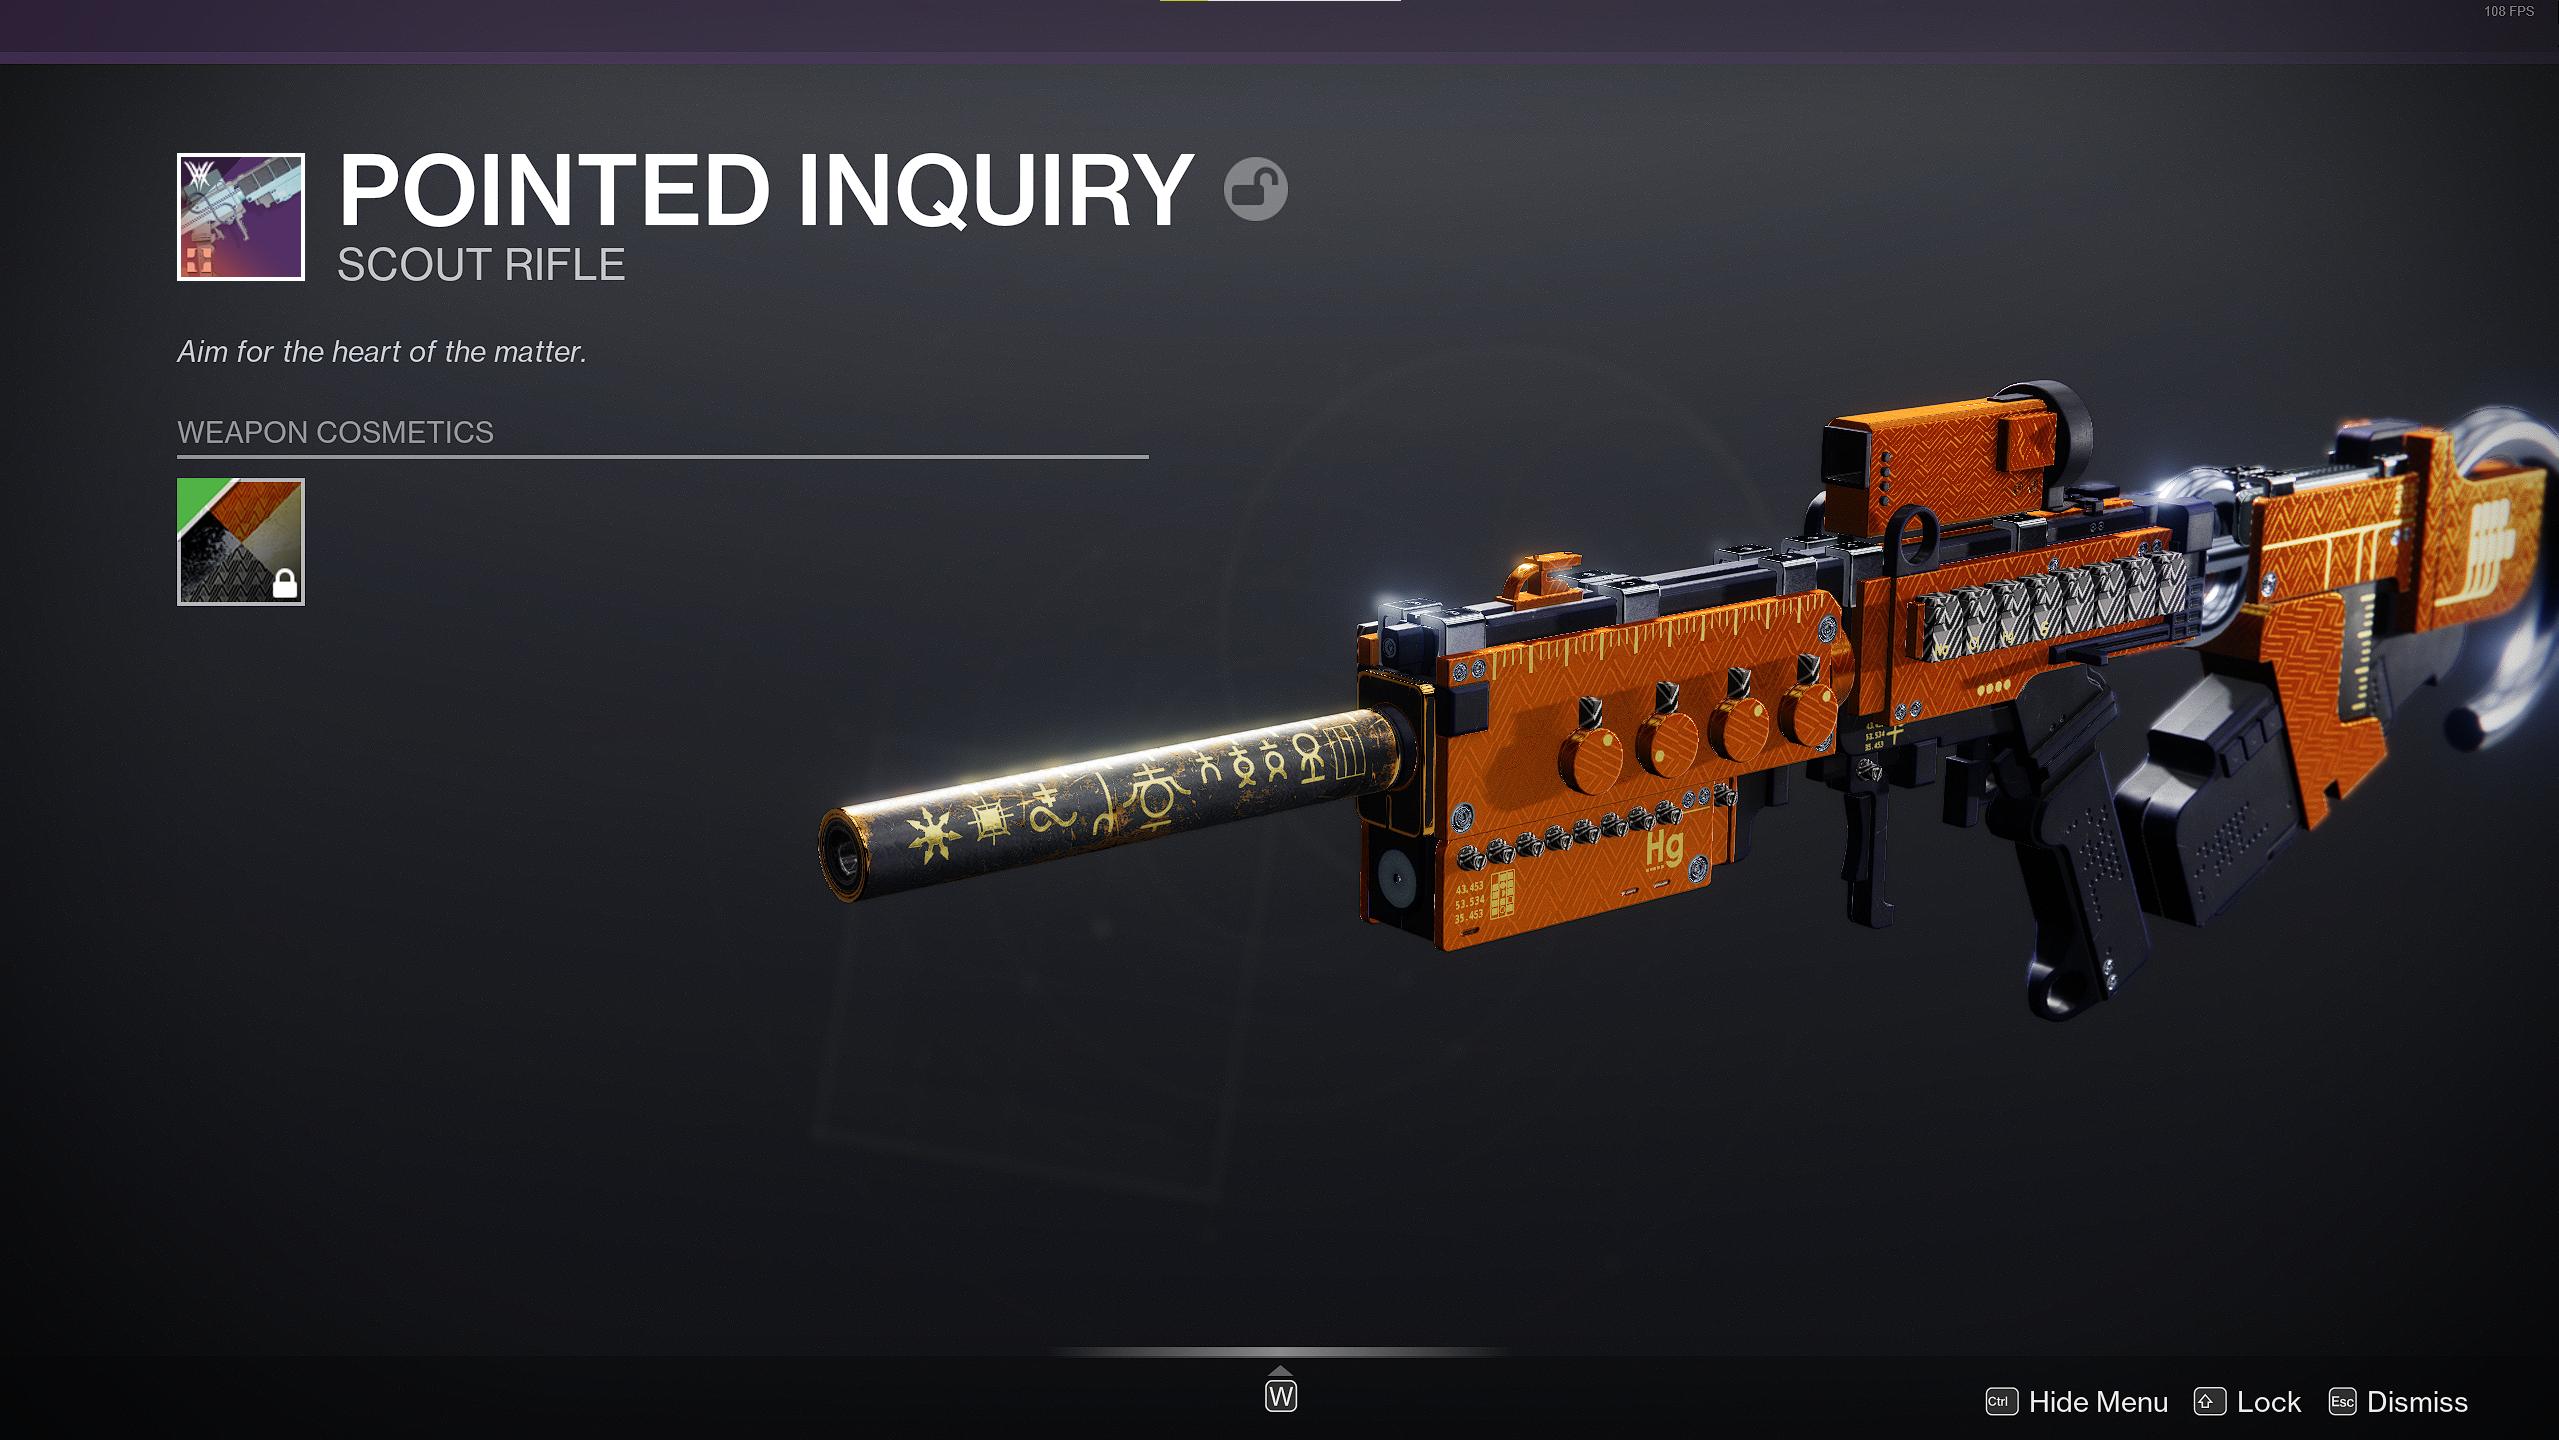 108 FPS
POINTED INQUIRY
SCOUT RIFLE
Aim for the heart of the matter.
WEAPON COSMETICS
Hg
43.453
53.534
35.453
W
Ctrl Hide Menu
Lock
Esc Dismiss